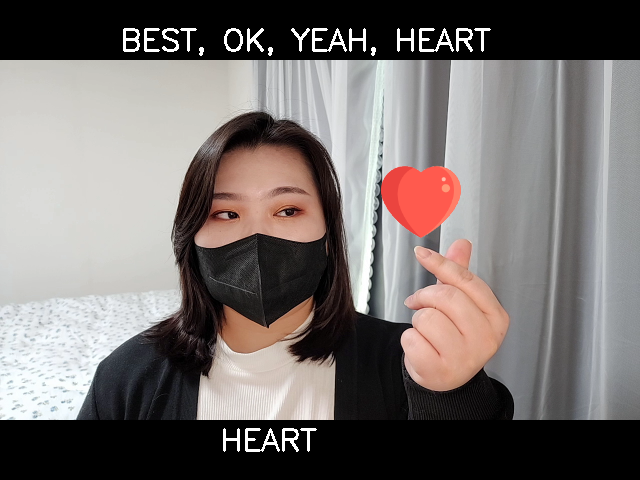 BEST, OK, YEAH, HEART
HEART